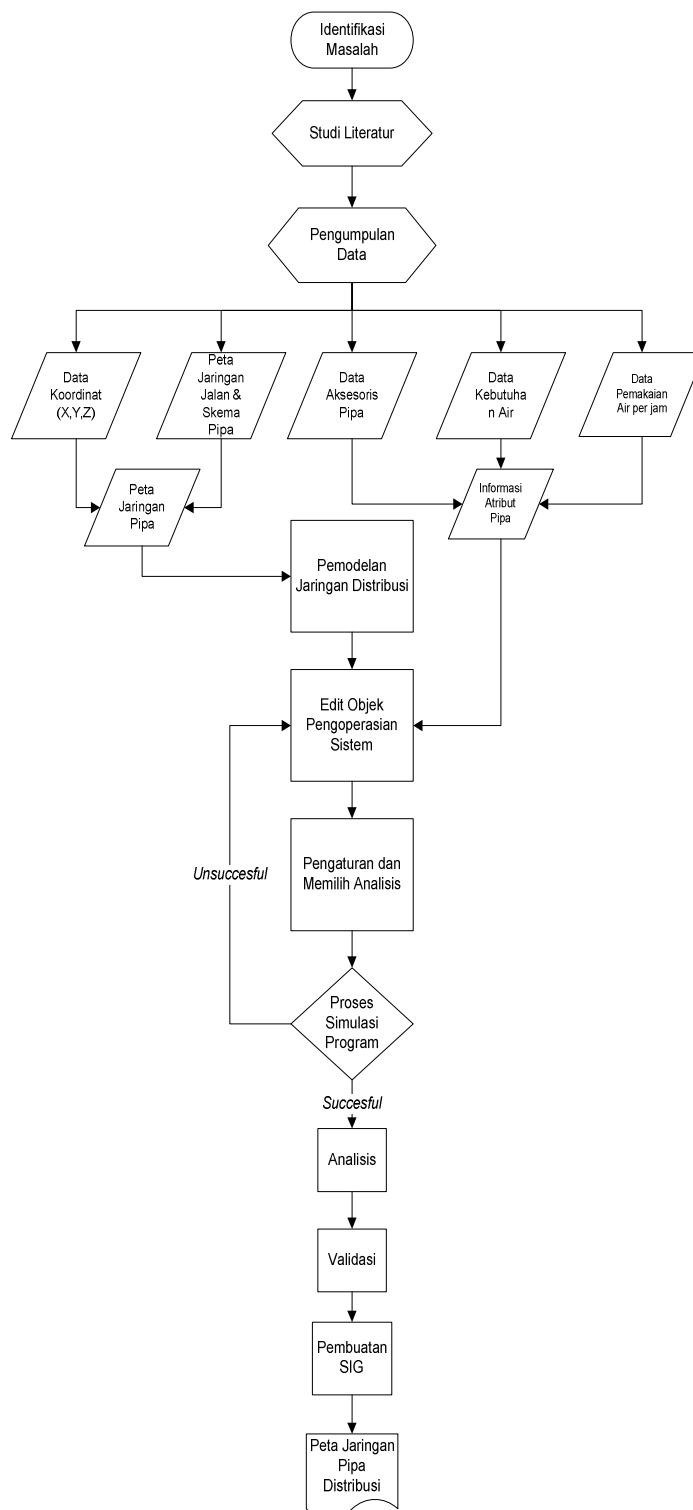 Identifikasi
Masalah
Studi Literatur
Pengumpulan
Data
Data
Koordinat
(X,Y,Z)
Peta
Jaringan
Jalan &
Skema
Pipa
Data
Aksesoris
Pipa
Data
Kebutuha
n Air
Data
Pemakaian
Air per jam
Peta
Jaringan
Pipa
Informasi
Atribut
Pipa
Pemodelan
Jaringan Distribusi
Edit Objek
Pengoperasian
Sistem
Pengaturan dan
Memilih Analisis
Unsuccesful
Proses
Simulasi
Program
Succesful
Analisis
Validasi
Pembuatan
SIG
Peta Jaringan
Pipa
Distribusi